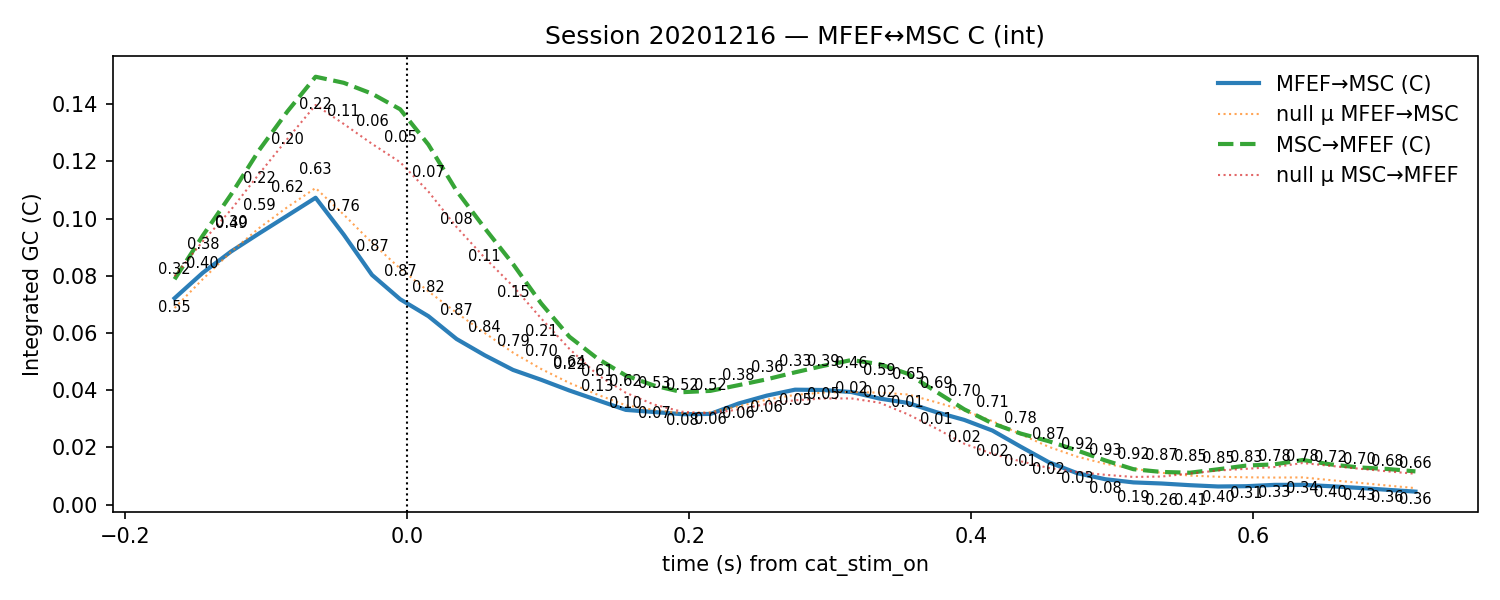 Session 20201216 — MFEF↔MSC C (int)
Integrated GC (C)
0.14
0.12
0.10
0.08
0.06
0.04
0.02
0.00
MFEF→MSC (C)
null μ MFEF→MSC
MSC→MFEF (C)
null μ MSC→MFEF
0.55 0.40 0.59 0.62 0.63 0.76 0.87 0.87 0.82 0.87 0.84 0.79 0.70 0.61 0.62 0.53 0.52 0.52 0.38 0.36 0.33 0.39 0.46 0.59 0.65 0.69 0.70 0.71 0.78 0.87 0.92 0.93 0.92 0.87 0.85 0.85 0.83 0.78 0.78 0.72 0.70 0.68 0.66
0.32 0.38 0.22 0.20 0.22 0.11 0.06 0.05 0.07 0.08 0.11 0.15 0.21 0.13 0.10 0.07 0.08 0.06 0.06 0.06 0.05 0.05 0.02 0.02 0.01 0.01 0.02 0.02 0.01 0.02 0.03 0.08 0.19 0.26 0.41 0.40 0.31 0.33 0.34 0.40 0.43 0.36 0.36
−0.2
0.0
0.2
0.4
0.6
time (s) from cat_stim_on